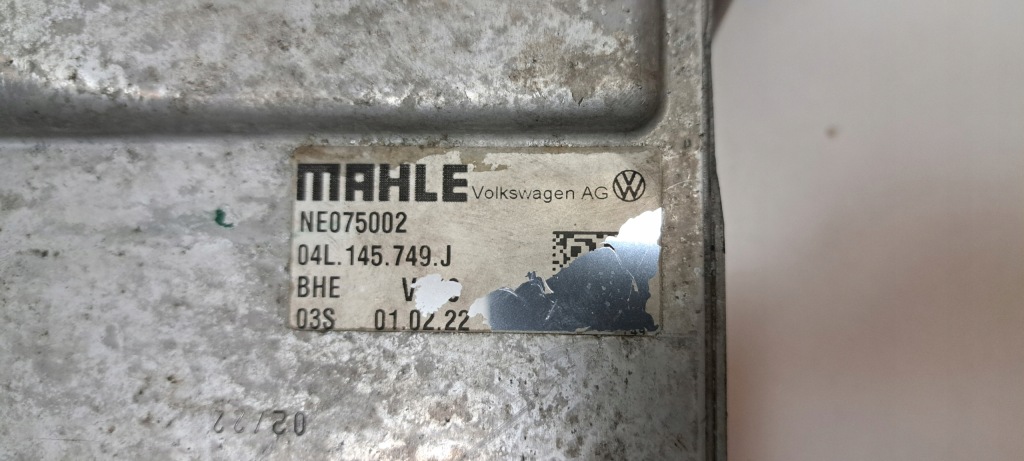 MAHLE Volkswagen AG
NE075002
04L.145.749.J
BHE
03S 01.02.22
02/22